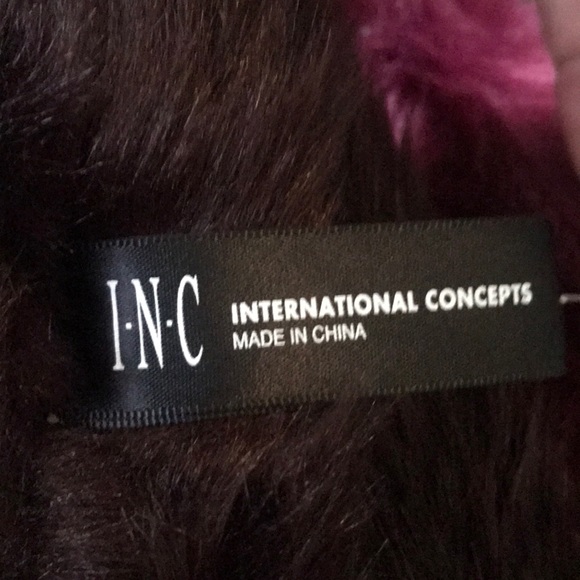 I·N·C
INTERNATIONAL CONCEPTS
MADE IN CHINA